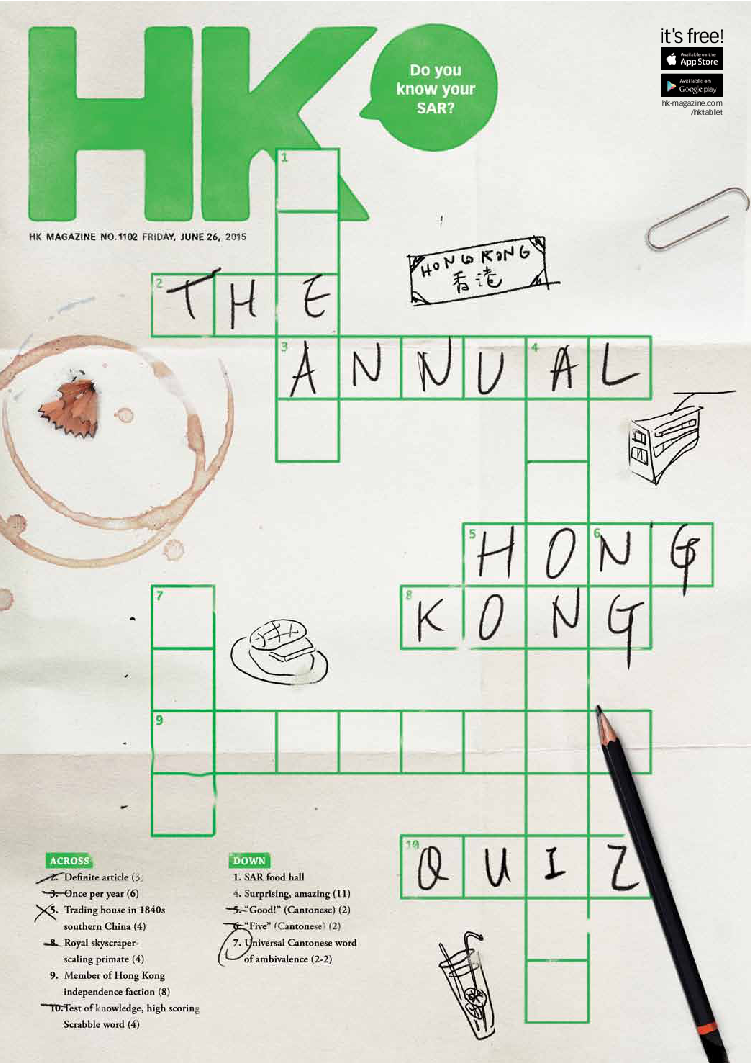 HK
Do you
know your
SAR?
it's free!
Available on the
App Store
Available on
Google play
hk-magazine.com
/hktablet
HK MAGAZINE NO. 1102 FRIDAY, JUNE 26, 2015
HONG KONG
香港
1
2 THE
3 ANNUAL
4
5 HONG
6
7
8 KONG
9
10 QUIZ
ACROSS
2. Definite article (3)
3. Once per year (6)
5. Trading house in 1840s
southern China (4)
8. Royal skyscraper-
scaling primate (4)
9. Member of Hong Kong
independence faction (8)
10. Test of knowledge, high scoring
Scrabble word (4)
DOWN
1. SAR food hall
4. Surprising, amazing (11)
5. "Good!" (Cantonese) (2)
6. "Five" (Cantonese) (2)
7. Universal Cantonese word
of ambivalence (2-2)